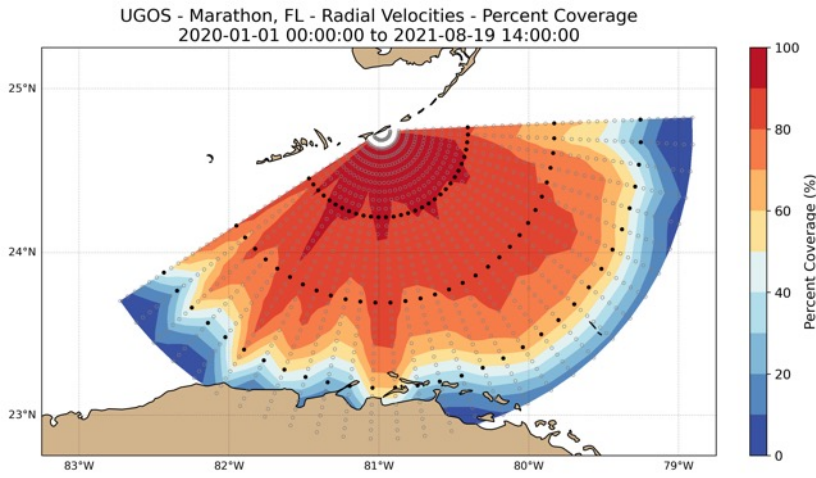 UGOS - Marathon, FL - Radial Velocities - Percent Coverage
2020-01-01 00:00:00 to 2021-08-19 14:00:00
25°N
24°N
23°N
83°W
82°W
81°W
80°W
79°W
100
80
60
40
20
0
Percent Coverage (%)